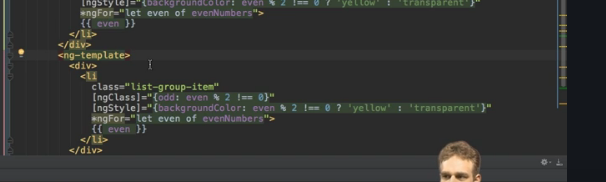 [ngStyle]="{backgroundColor: even % 2 !== 0 ? 'yellow' : 'transparent'}"
*ngFor="let even of evenNumbers">
{{ even }}
</li>
</div>
<ng-template>
<div>
<li
class="list-group-item"
[ngClass]="{odd: even % 2 !== 0}"
[ngStyle]="{backgroundColor: even % 2 !== 0 ? 'yellow' : 'transparent'}"
*ngFor="let even of evenNumbers">
{{ even }}
</li>
</div>